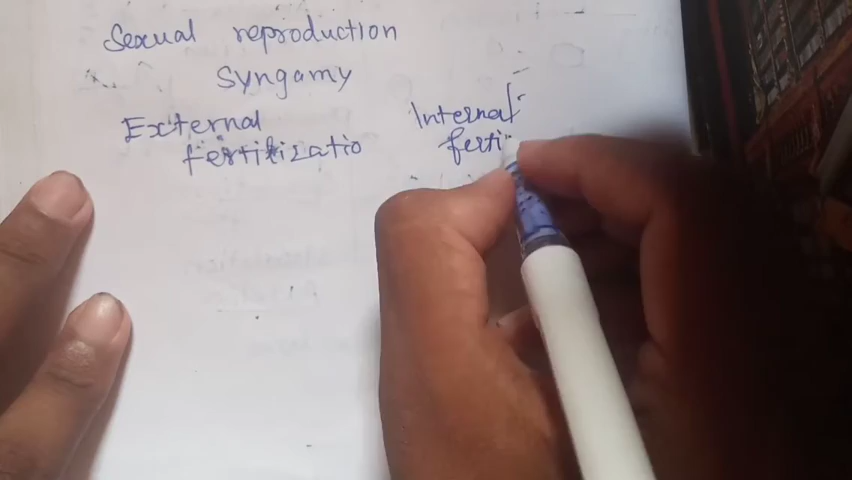 Sexual reproduction
Syngamy
External
fertilizatio
Internal
ferti